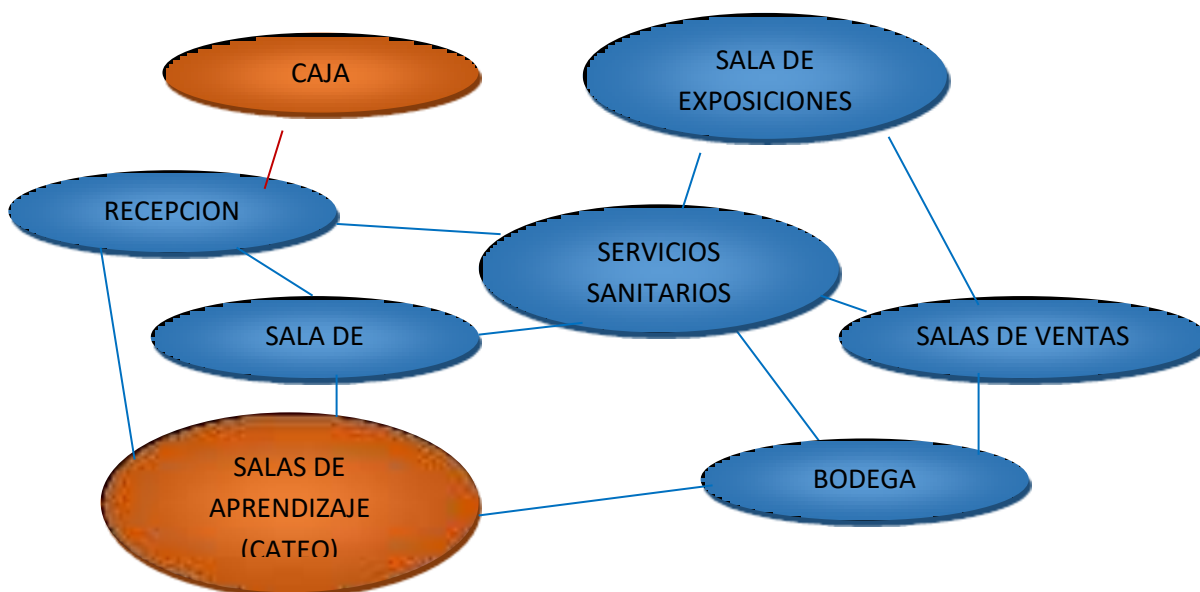 CAJA
SALA DE
EXPOSICIONES
RECEPCION
SERVICIOS
SANITARIOS
SALA DE
SALAS DE VENTAS
SALAS DE
APRENDIZAJE
BODEGA